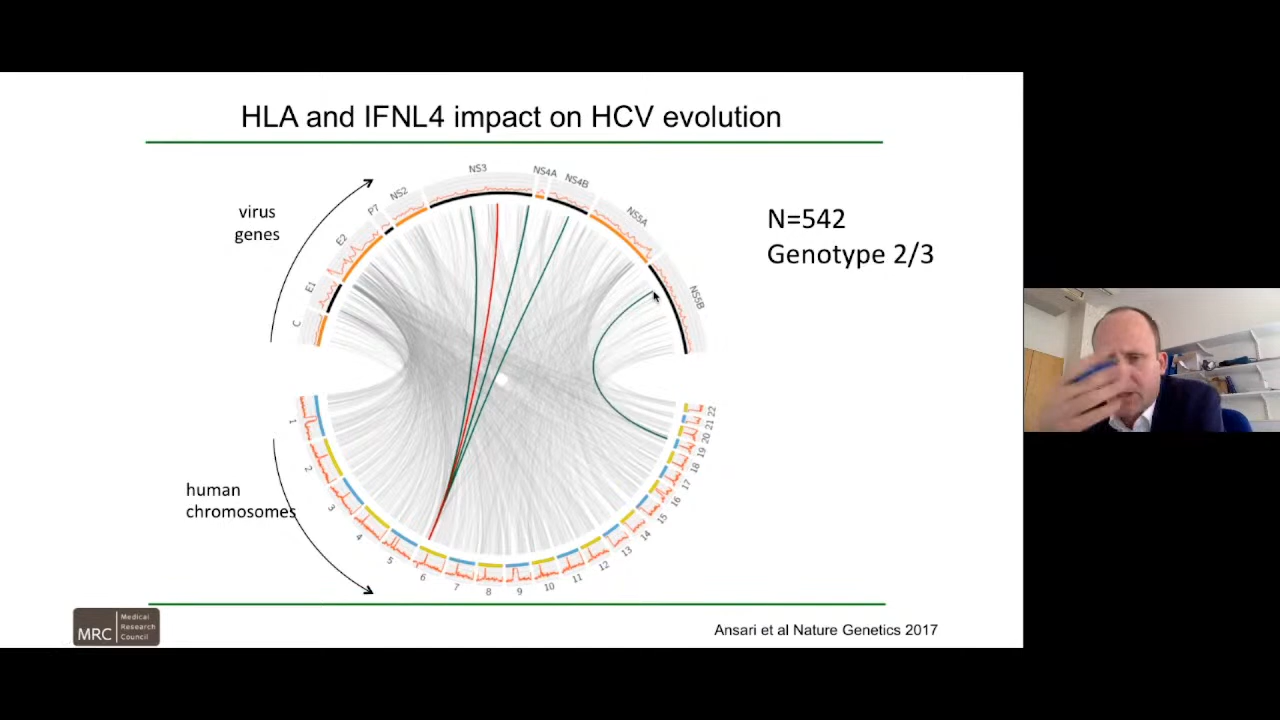 HLA and IFNL4 impact on HCV evolution
virus
genes
C
E1
E2
P7
NS2
NS3
NS4A
NS4B
NS5A
NS5B
N=542
Genotype 2/3
human
chromosomes
1
2
3
4
5
6
7
8
9
10
11
12
13
14
15
16
17
18
19
20
21
22
MRC
Medical
Research
Council
Ansari et al Nature Genetics 2017